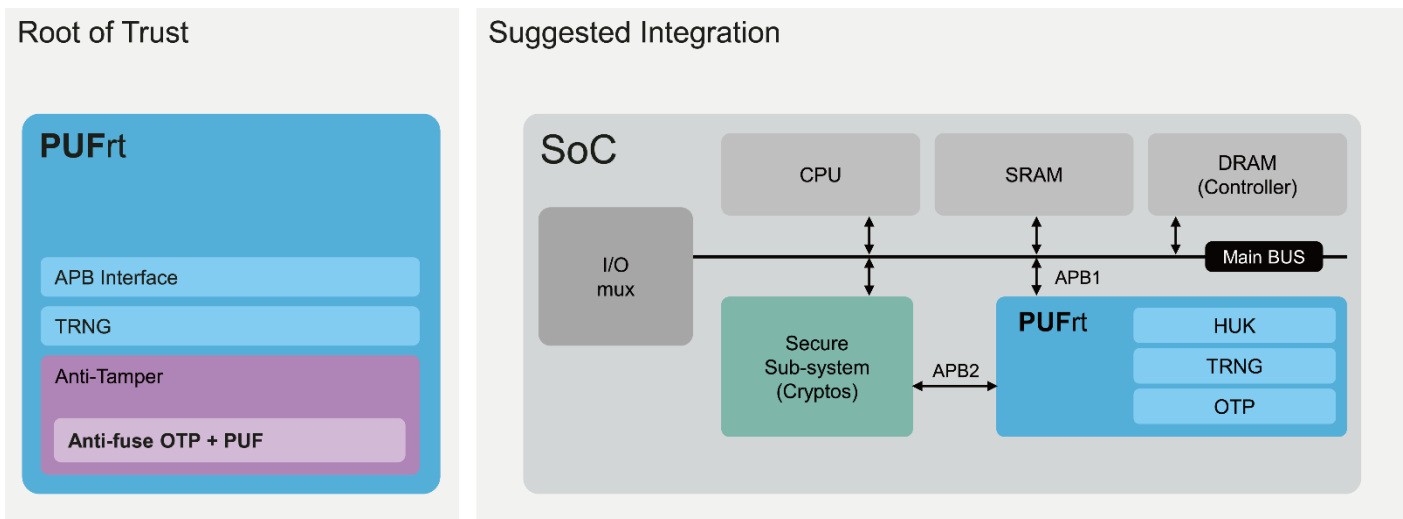 Root of Trust
PUFrt
APB Interface
TRNG
Anti-Tamper
Anti-fuse OTP + PUF
Suggested Integration
SoC
CPU
SRAM
DRAM
(Controller)
I/O
mux
Main BUS
APB1
Secure
Sub-system
(Cryptos)
APB2
PUFrt
HUK
TRNG
OTP